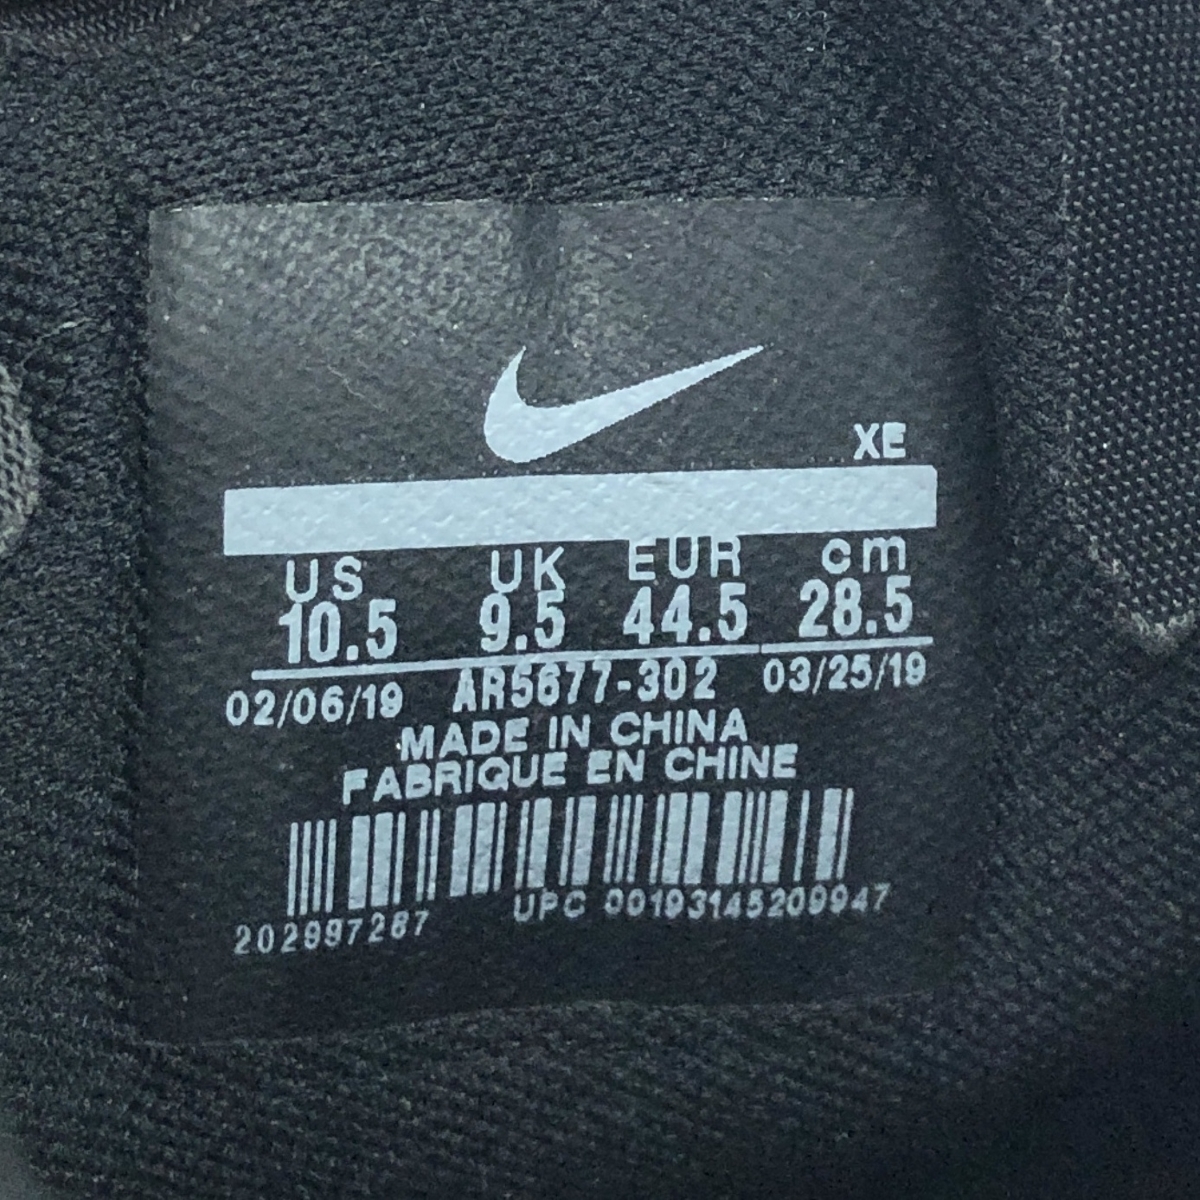 XE
US UK EUR cm
10.5 9.5 44.5 28.5
02/06/19 AR5677-302 03/25/19
MADE IN CHINA
FABRIQUE EN CHINE
202997287 UPC 00193145209947